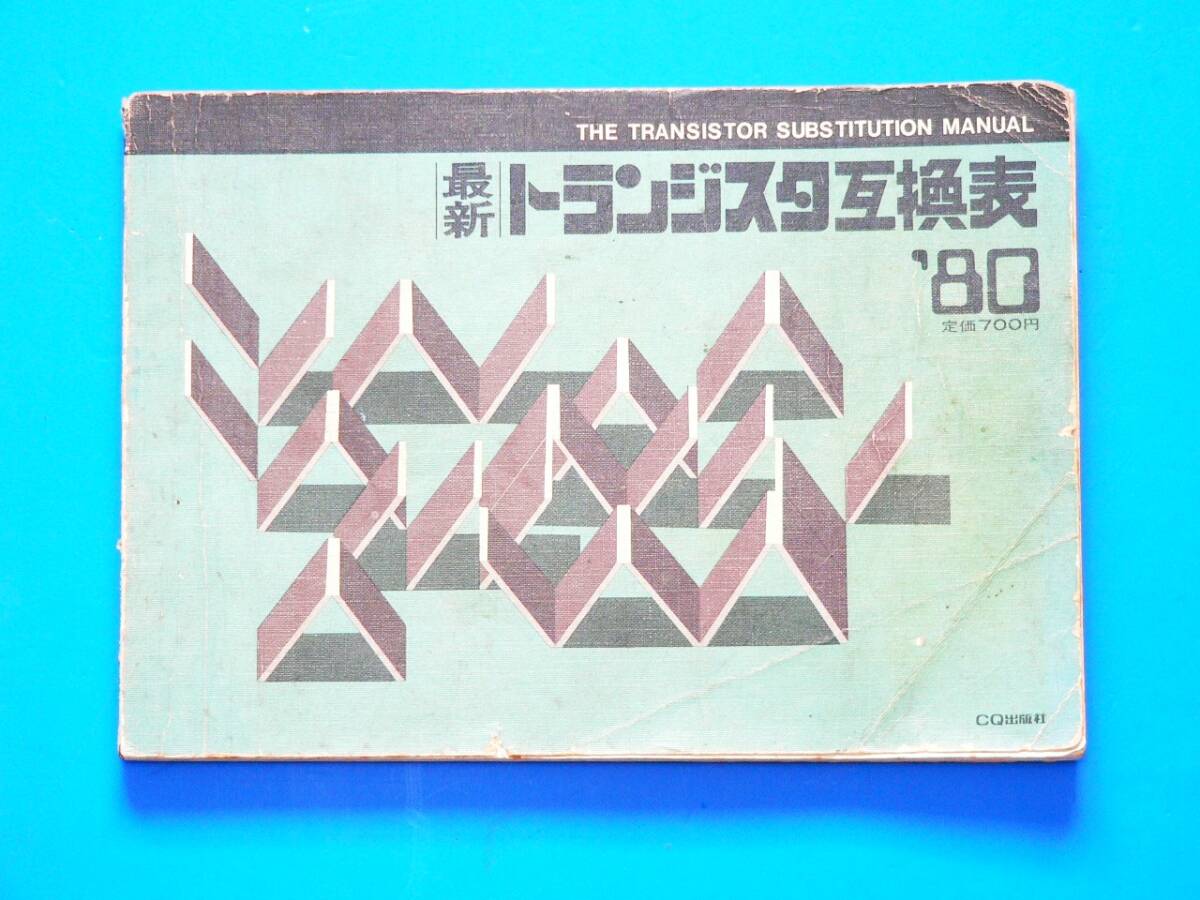 THE TRANSISTOR SUBSTITUTION MANUAL
最新 トランジスタ互換表
'80
定価700円
CQ出版社